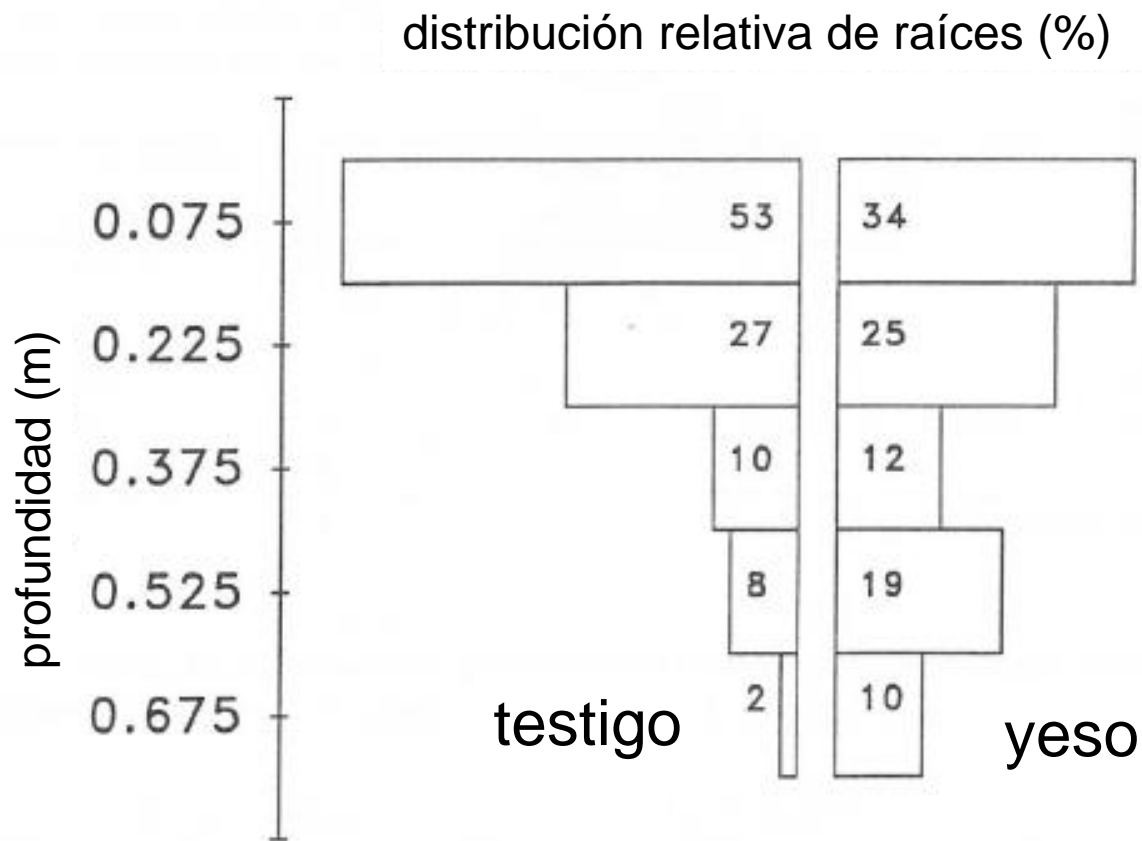 distribución relativa de raíces (%)
profundidad (m)
0.075 53 34
0.225 27 25
0.375 10 12
0.525 8 19
0.675 2 10
testigo yeso